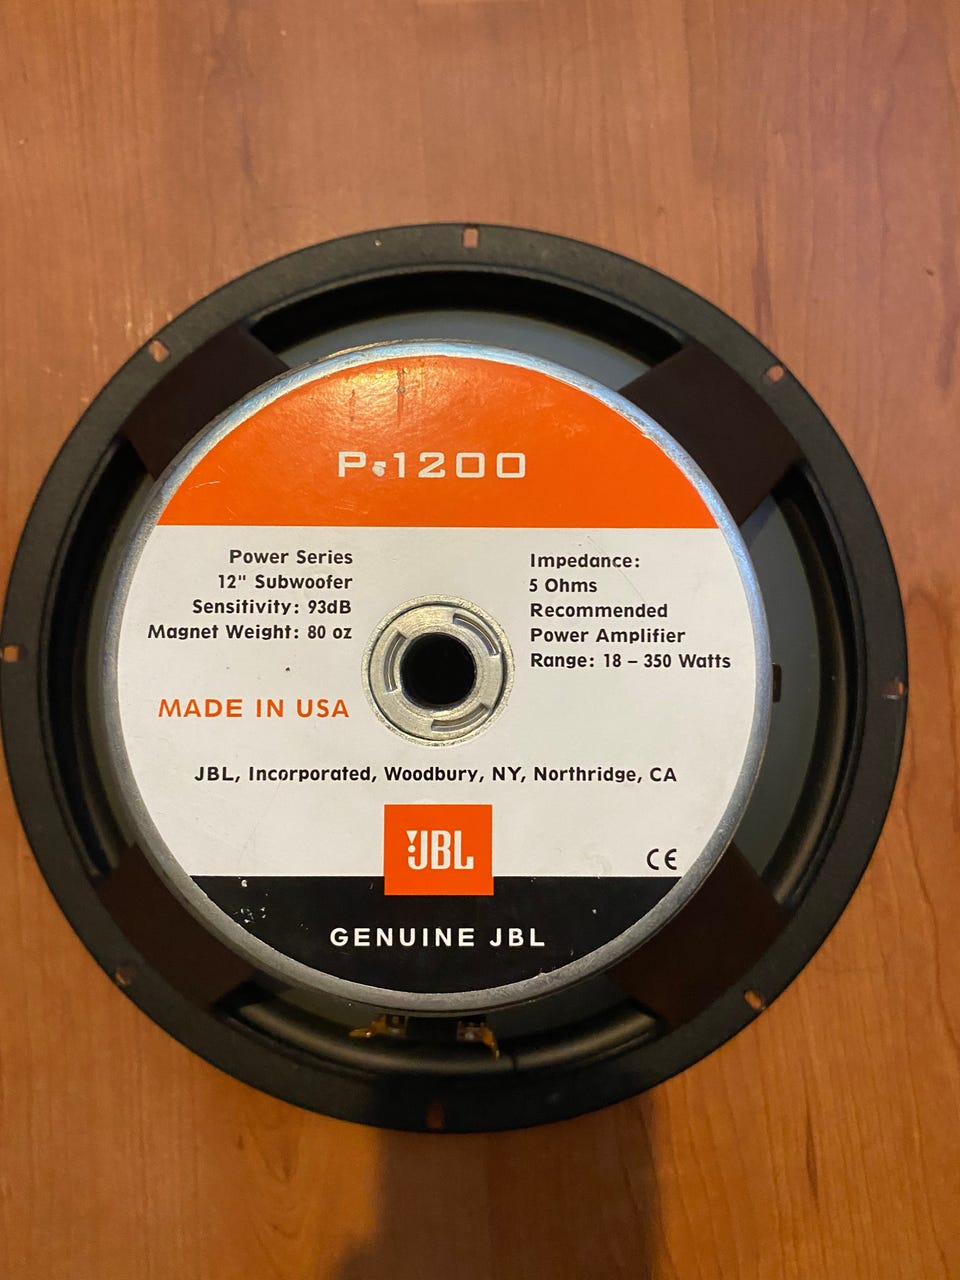 P-1200
Power Series
12" Subwoofer
Sensitivity: 93dB
Magnet Weight: 80 oz
Impedance:
5 Ohms
Recommended
Power Amplifier
Range: 18 – 350 Watts
MADE IN USA
JBL, Incorporated, Woodbury, NY, Northridge, CA
JBL
CE
GENUINE JBL